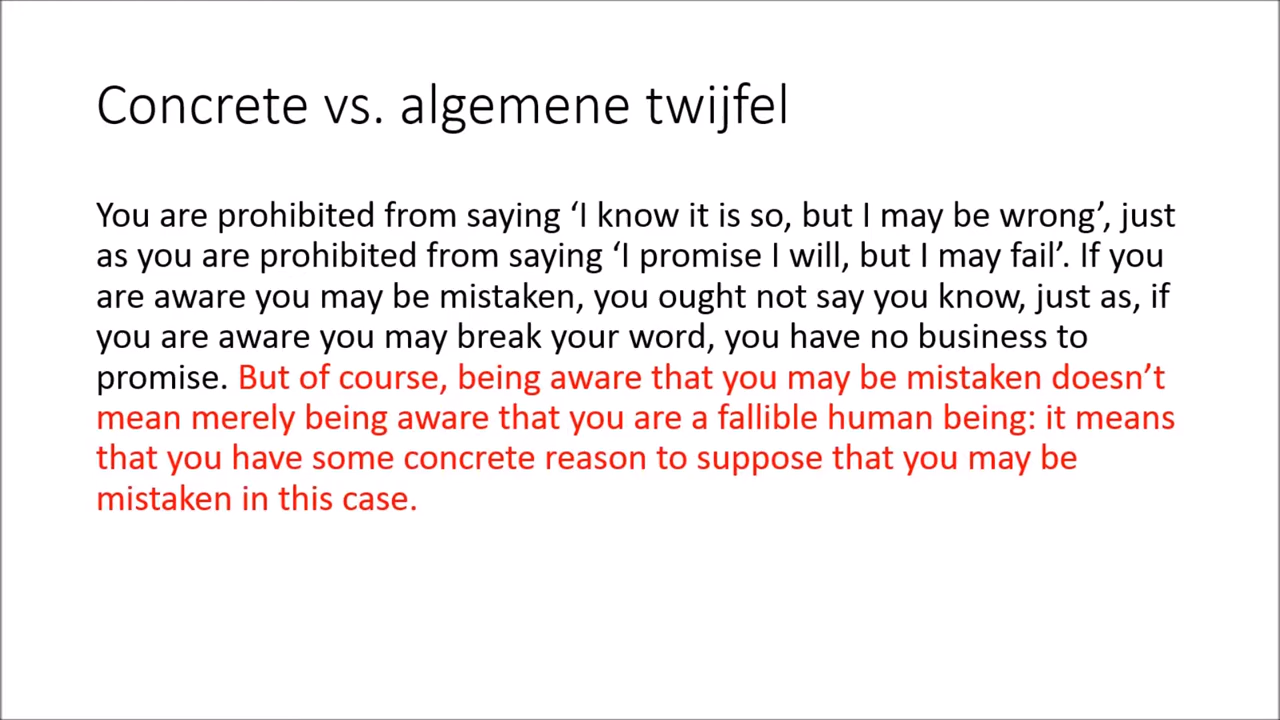 Concrete vs. algemene twijfel
You are prohibited from saying ‘I know it is so, but I may be wrong’, just
as you are prohibited from saying ‘I promise I will, but I may fail’. If you
are aware you may be mistaken, you ought not say you know, just as, if
you are aware you may break your word, you have no business to
promise. But of course, being aware that you may be mistaken doesn’t
mean merely being aware that you are a fallible human being: it means
that you have some concrete reason to suppose that you may be
mistaken in this case.